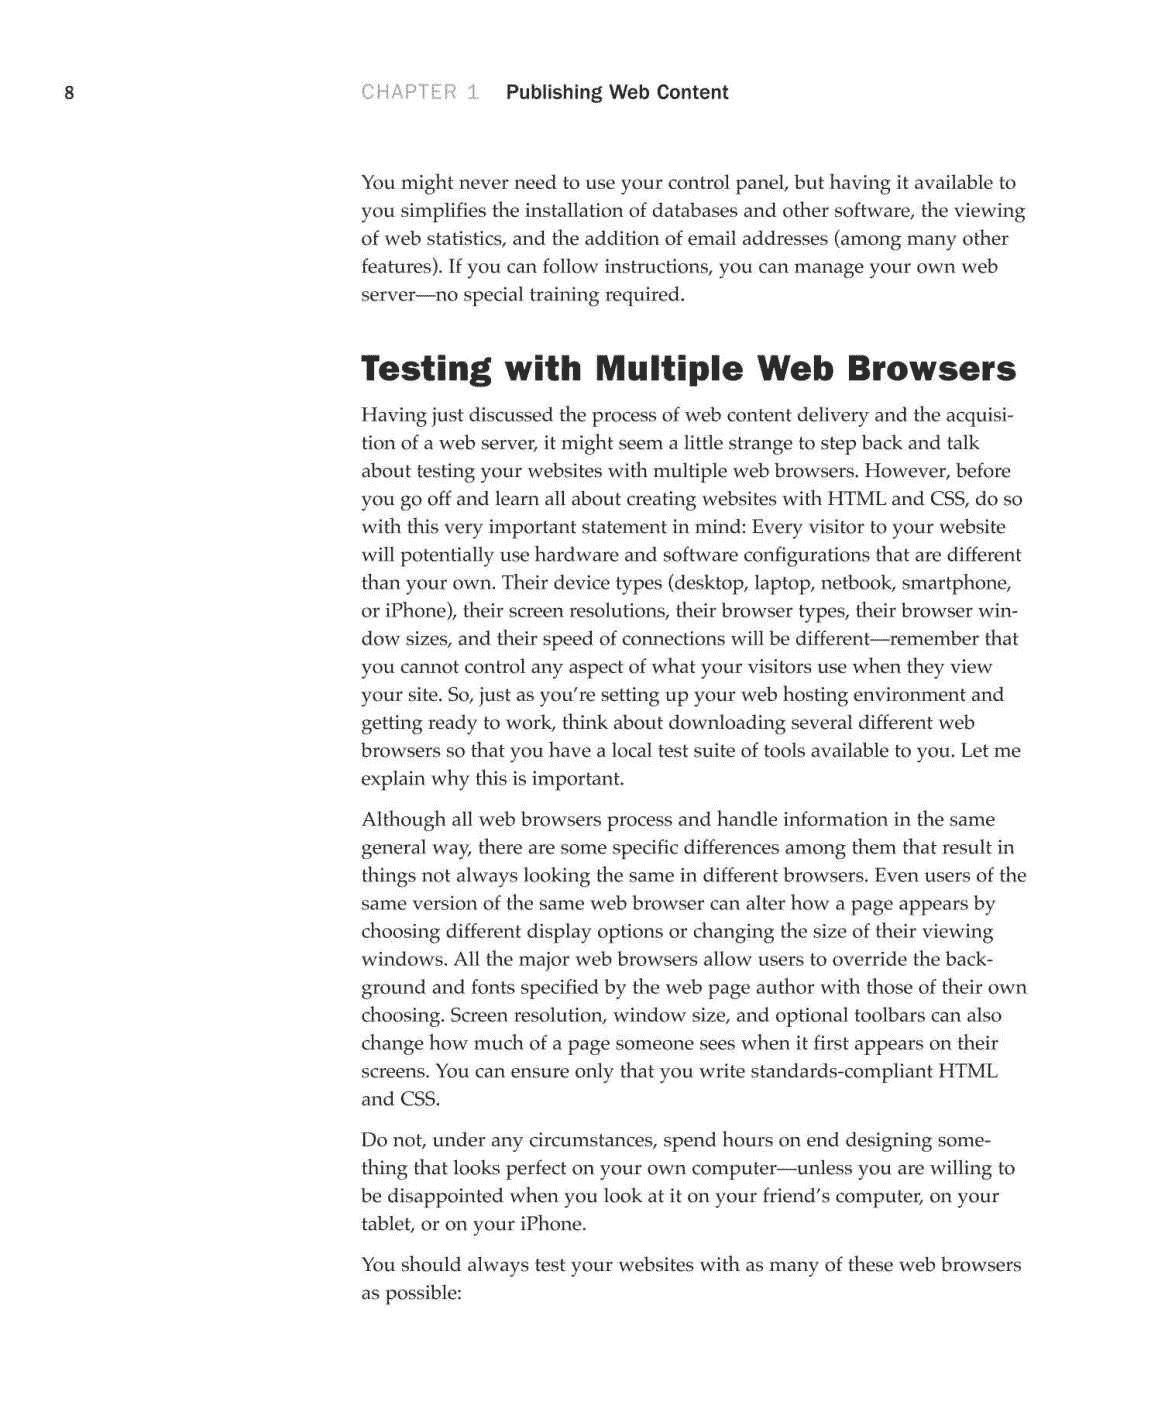 8
CHAPTER 1 Publishing Web Content
You might never need to use your control panel, but having it available to
you simplifies the installation of databases and other software, the viewing
of web statistics, and the addition of email addresses (among many other
features). If you can follow instructions, you can manage your own web
server—no special training required.
Testing with Multiple Web Browsers
Having just discussed the process of web content delivery and the acquisi-
tion of a web server, it might seem a little strange to step back and talk
about testing your websites with multiple web browsers. However, before
you go off and learn all about creating websites with HTML and CSS, do so
with this very important statement in mind: Every visitor to your website
will potentially use hardware and software configurations that are different
than your own. Their device types (desktop, laptop, netbook, smartphone,
or iPhone), their screen resolutions, their browser types, their browser win-
dow sizes, and their speed of connections will be different—remember that
you cannot control any aspect of what your visitors use when they view
your site. So, just as you're setting up your web hosting environment and
getting ready to work, think about downloading several different web
browsers so that you have a local test suite of tools available to you. Let me
explain why this is important.
Although all web browsers process and handle information in the same
general way, there are some specific differences among them that result in
things not always looking the same in different browsers. Even users of the
same version of the same web browser can alter how a page appears by
choosing different display options or changing the size of their viewing
windows. All the major web browsers allow users to override the back-
ground and fonts specified by the web page author with those of their own
choosing. Screen resolution, window size, and optional toolbars can also
change how much of a page someone sees when it first appears on their
screens. You can ensure only that you write standards-compliant HTML
and CSS.
Do not, under any circumstances, spend hours on end designing some-
thing that looks perfect on your own computer—unless you are willing to
be disappointed when you look at it on your friend's computer, on your
tablet, or on your iPhone.
You should always test your websites with as many of these web browsers
as possible: